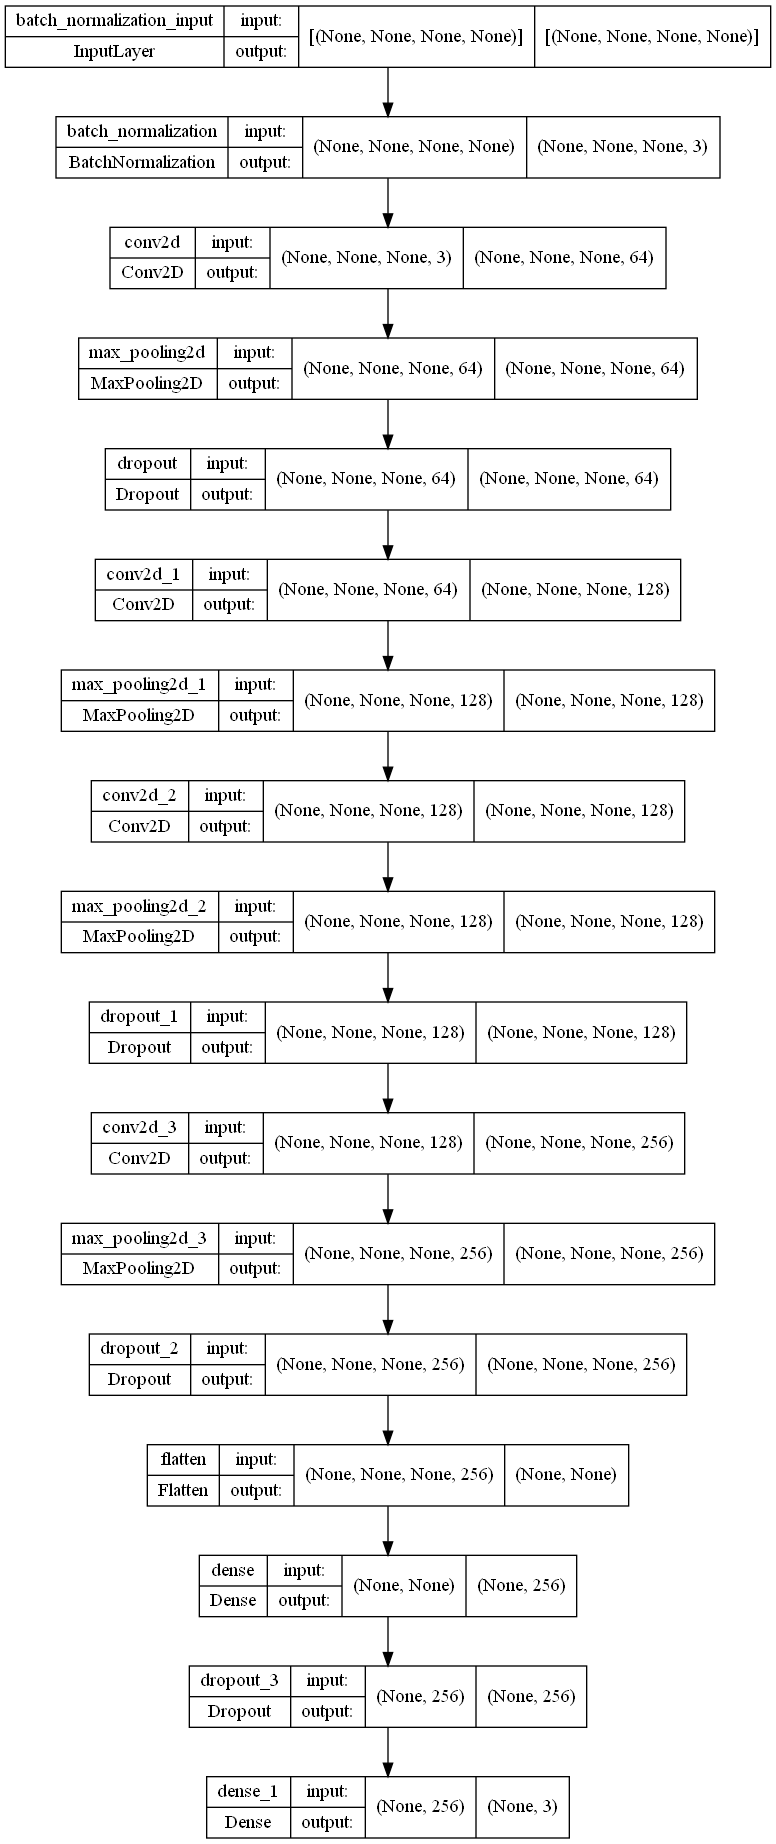 batch_normalization_input input: [(None, None, None, None)] [(None, None, None, None)]
InputLayer output:
batch_normalization input: (None, None, None, None) (None, None, None, 3)
BatchNormalization output:
conv2d input: (None, None, None, 3) (None, None, None, 64)
Conv2D output:
max_pooling2d input: (None, None, None, 64) (None, None, None, 64)
MaxPooling2D output:
dropout input: (None, None, None, 64) (None, None, None, 64)
Dropout output:
conv2d_1 input: (None, None, None, 64) (None, None, None, 128)
Conv2D output:
max_pooling2d_1 input: (None, None, None, 128) (None, None, None, 128)
MaxPooling2D output:
conv2d_2 input: (None, None, None, 128) (None, None, None, 128)
Conv2D output:
max_pooling2d_2 input: (None, None, None, 128) (None, None, None, 128)
MaxPooling2D output:
dropout_1 input: (None, None, None, 128) (None, None, None, 128)
Dropout output:
conv2d_3 input: (None, None, None, 128) (None, None, None, 256)
Conv2D output:
max_pooling2d_3 input: (None, None, None, 256) (None, None, None, 256)
MaxPooling2D output:
dropout_2 input: (None, None, None, 256) (None, None, None, 256)
Dropout output:
flatten input: (None, None, None, 256) (None, None)
Flatten output:
dense input: (None, None) (None, 256)
Dense output:
dropout_3 input: (None, 256) (None, 256)
Dropout output:
dense_1 input: (None, 256) (None, 3)
Dense output: